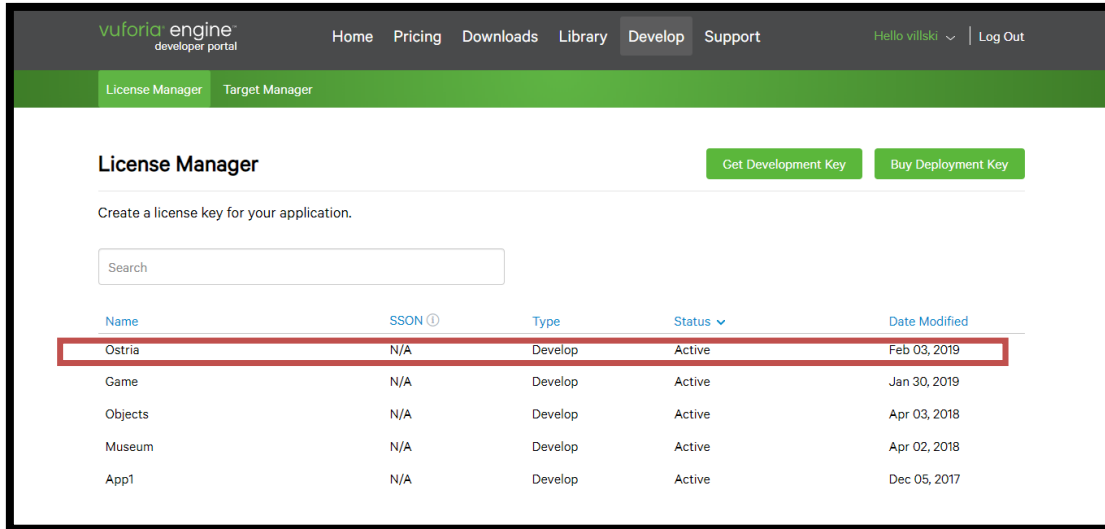 vuforia® engine™ Home Pricing Downloads Library Develop Support Hello villski Log Out
developer portal
License Manager Target Manager
License Manager Get Development Key Buy Deployment Key
Create a license key for your application.
Search
Name SSON Type Status Date Modified
Ostria N/A Develop Active Feb 03, 2019
Game N/A Develop Active Jan 30, 2019
Objects N/A Develop Active Apr 03, 2018
Museum N/A Develop Active Apr 02, 2018
App1 N/A Develop Active Dec 05, 2017